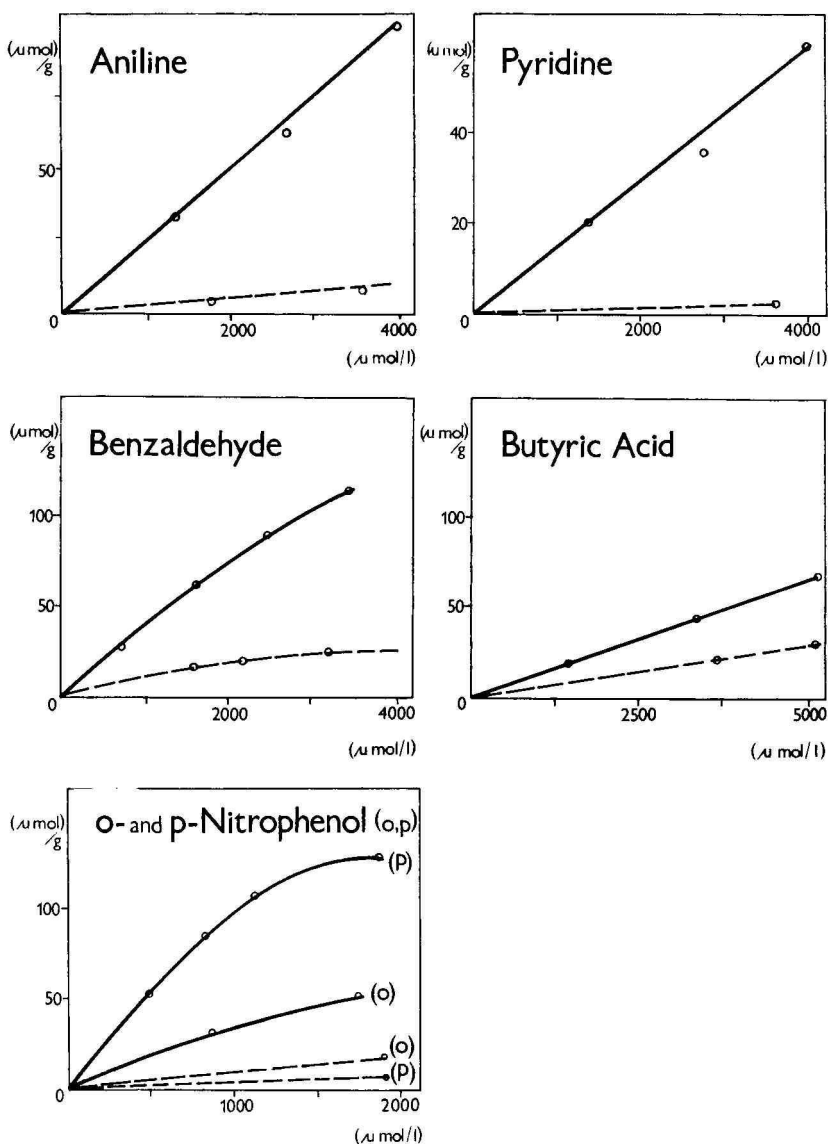 Aniline
(μmol)
/g
50
0
2000
4000
(μmol/l)
Pyridine
(μmol)
/g
40
20
0
2000
4000
(μmol/l)
Benzaldehyde
(μmol)
/g
100
50
0
2000
4000
(μmol/l)
Butyric Acid
(μmol)
/g
100
50
0
2500
5000
(μmol/l)
o- and p-Nitrophenol (o,p)
(μmol)
/g
100
50
0
(p)
(o)
(o)
(p)
1000
2000
(μmol/l)